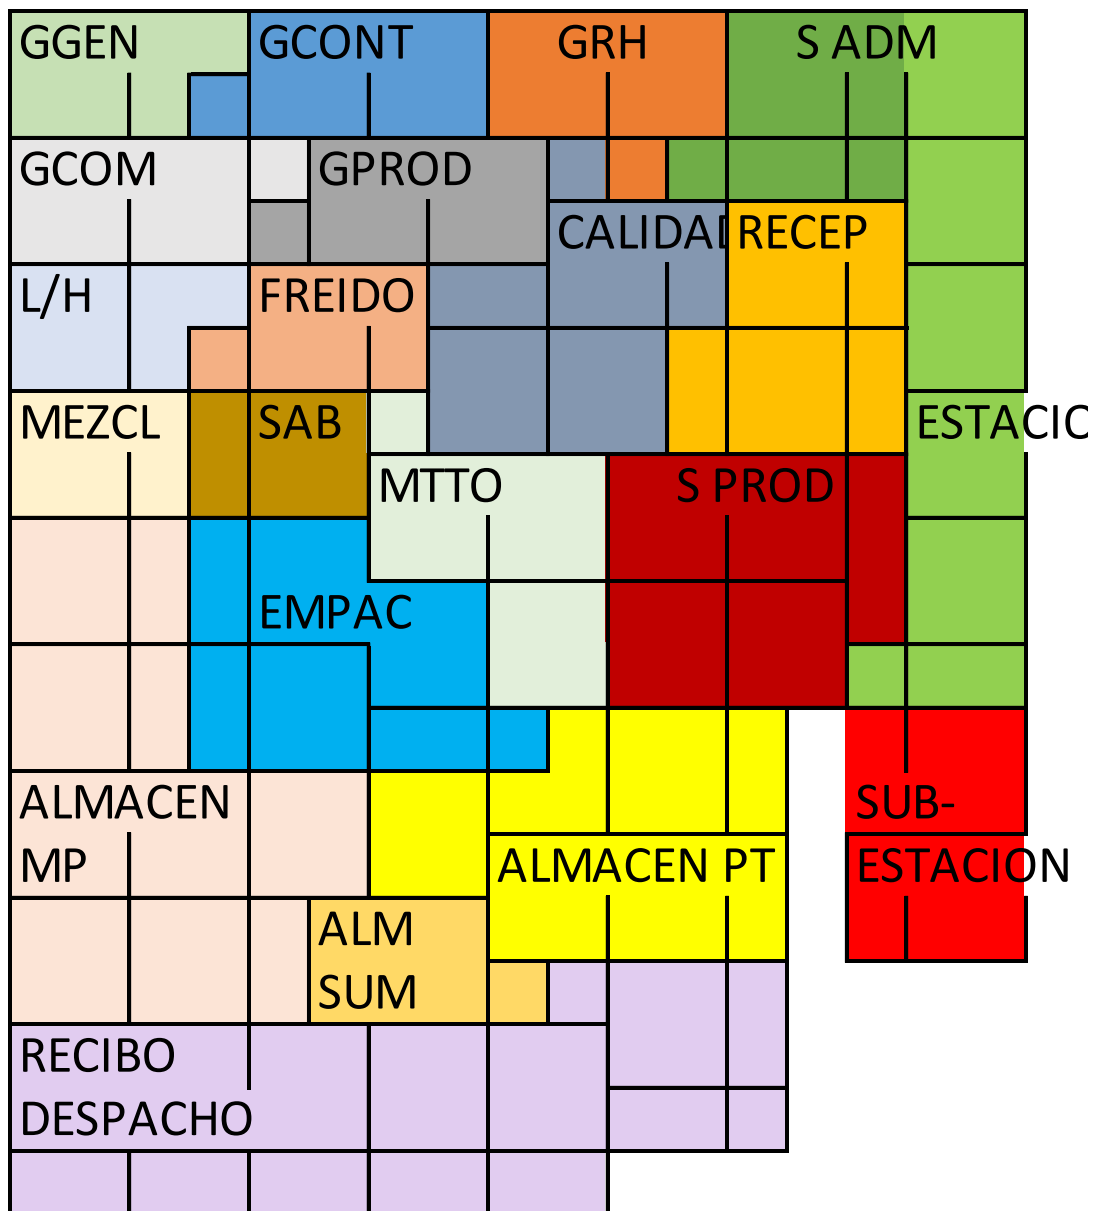 GGEN
GCONT
GRH
S ADM
GCOM
GPROD
CALIDAD
RECEP
L/H
FREIDO
MEZCL
SAB
ESTACIC
MTTO
S PROD
EMPAC
ALMACEN
MP
SUB-
ESTACION
ALMACEN PT
ALM
SUM
RECIBO
DESPACHO